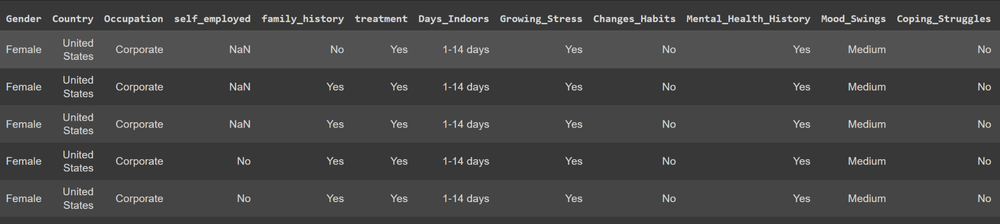 Gender Country Occupation self_employed family_history treatment Days_Indoors Growing_Stress Changes_Habits Mental_Health_History Mood_Swings Coping_Struggles
Female United States Corporate NaN No Yes 1-14 days Yes No Yes Medium No
Female United States Corporate NaN Yes Yes 1-14 days Yes No Yes Medium No
Female United States Corporate NaN Yes Yes 1-14 days Yes No Yes Medium No
Female United States Corporate No Yes Yes 1-14 days Yes No Yes Medium No
Female United States Corporate No Yes Yes 1-14 days Yes No Yes Medium No